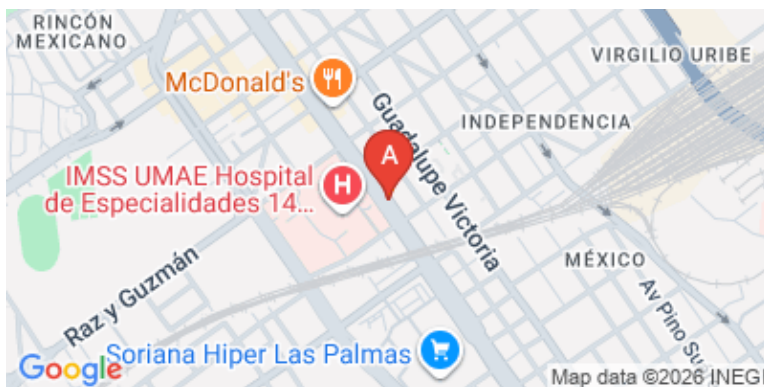 RINCÓN
MEXICANO
McDonald's
VIRGILIO URIBE
Guadalupe Victoria
INDEPENDENCIA
A
IMSS UMAE Hospital
de Especialidades 14...
H
Raz y Guzmán
MÉXICO
Av Pino Su
Soriana Hiper Las Palmas
Google
Map data ©2026 INEGI